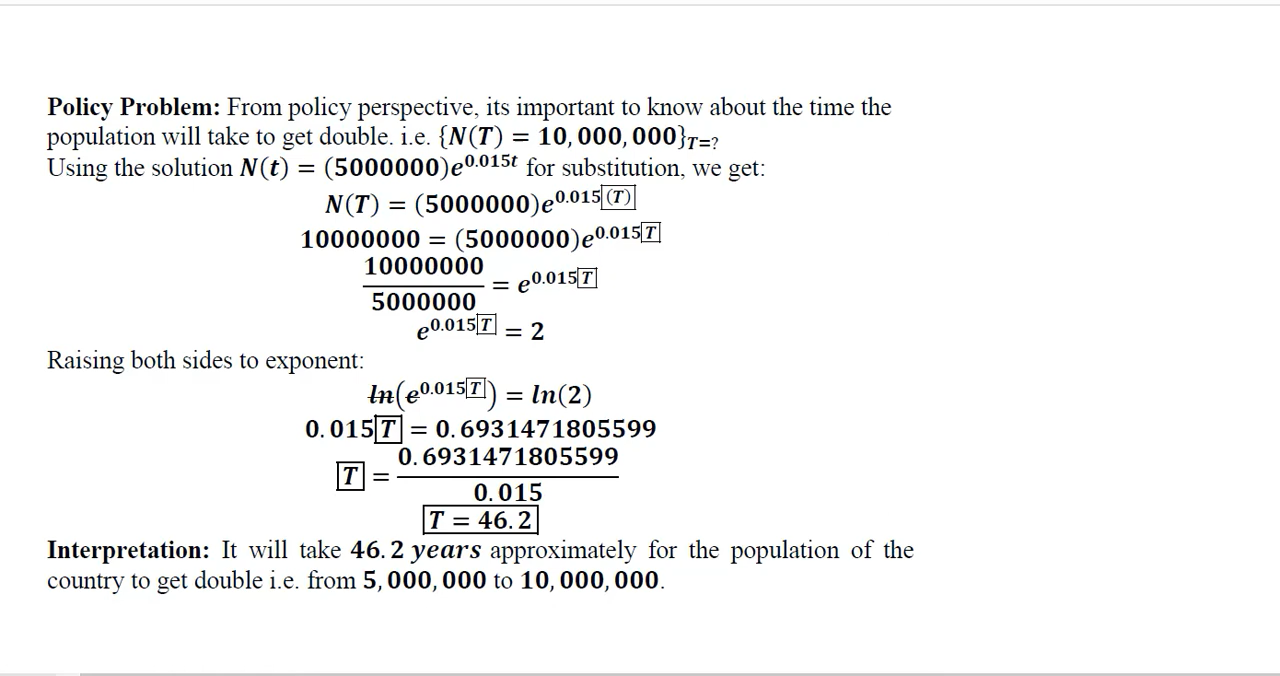 Policy Problem: From policy perspective, its important to know about the time the
population will take to get double. i.e. {N(T) = 10,000,000}T=?
Using the solution N(t) = (5000000)e^0.015t for substitution, we get:
N(T) = (5000000)e^0.015(T)
10000000 = (5000000)e^0.015T
10000000
5000000
= e^0.015T
e^0.015T = 2
Raising both sides to exponent:
ln(e^0.015T) = ln(2)
0.015T = 0.6931471805599
T = 0.6931471805599
0.015
T = 46.2
Interpretation: It will take 46.2 years approximately for the population of the
country to get double i.e. from 5,000,000 to 10,000,000.